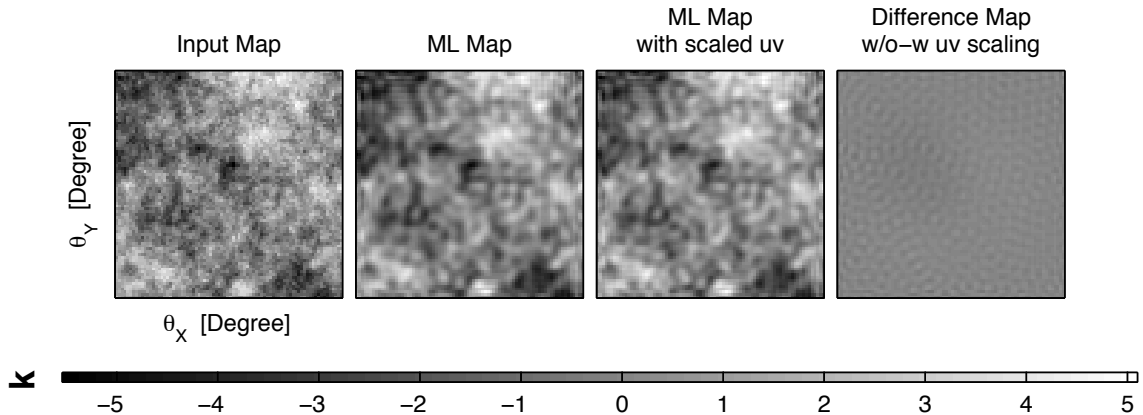 Input Map
ML Map
ML Map
with scaled uv
Difference Map
w/o−w uv scaling
θY [Degree]
θX [Degree]
k
−5 −4 −3 −2 −1 0 1 2 3 4 5